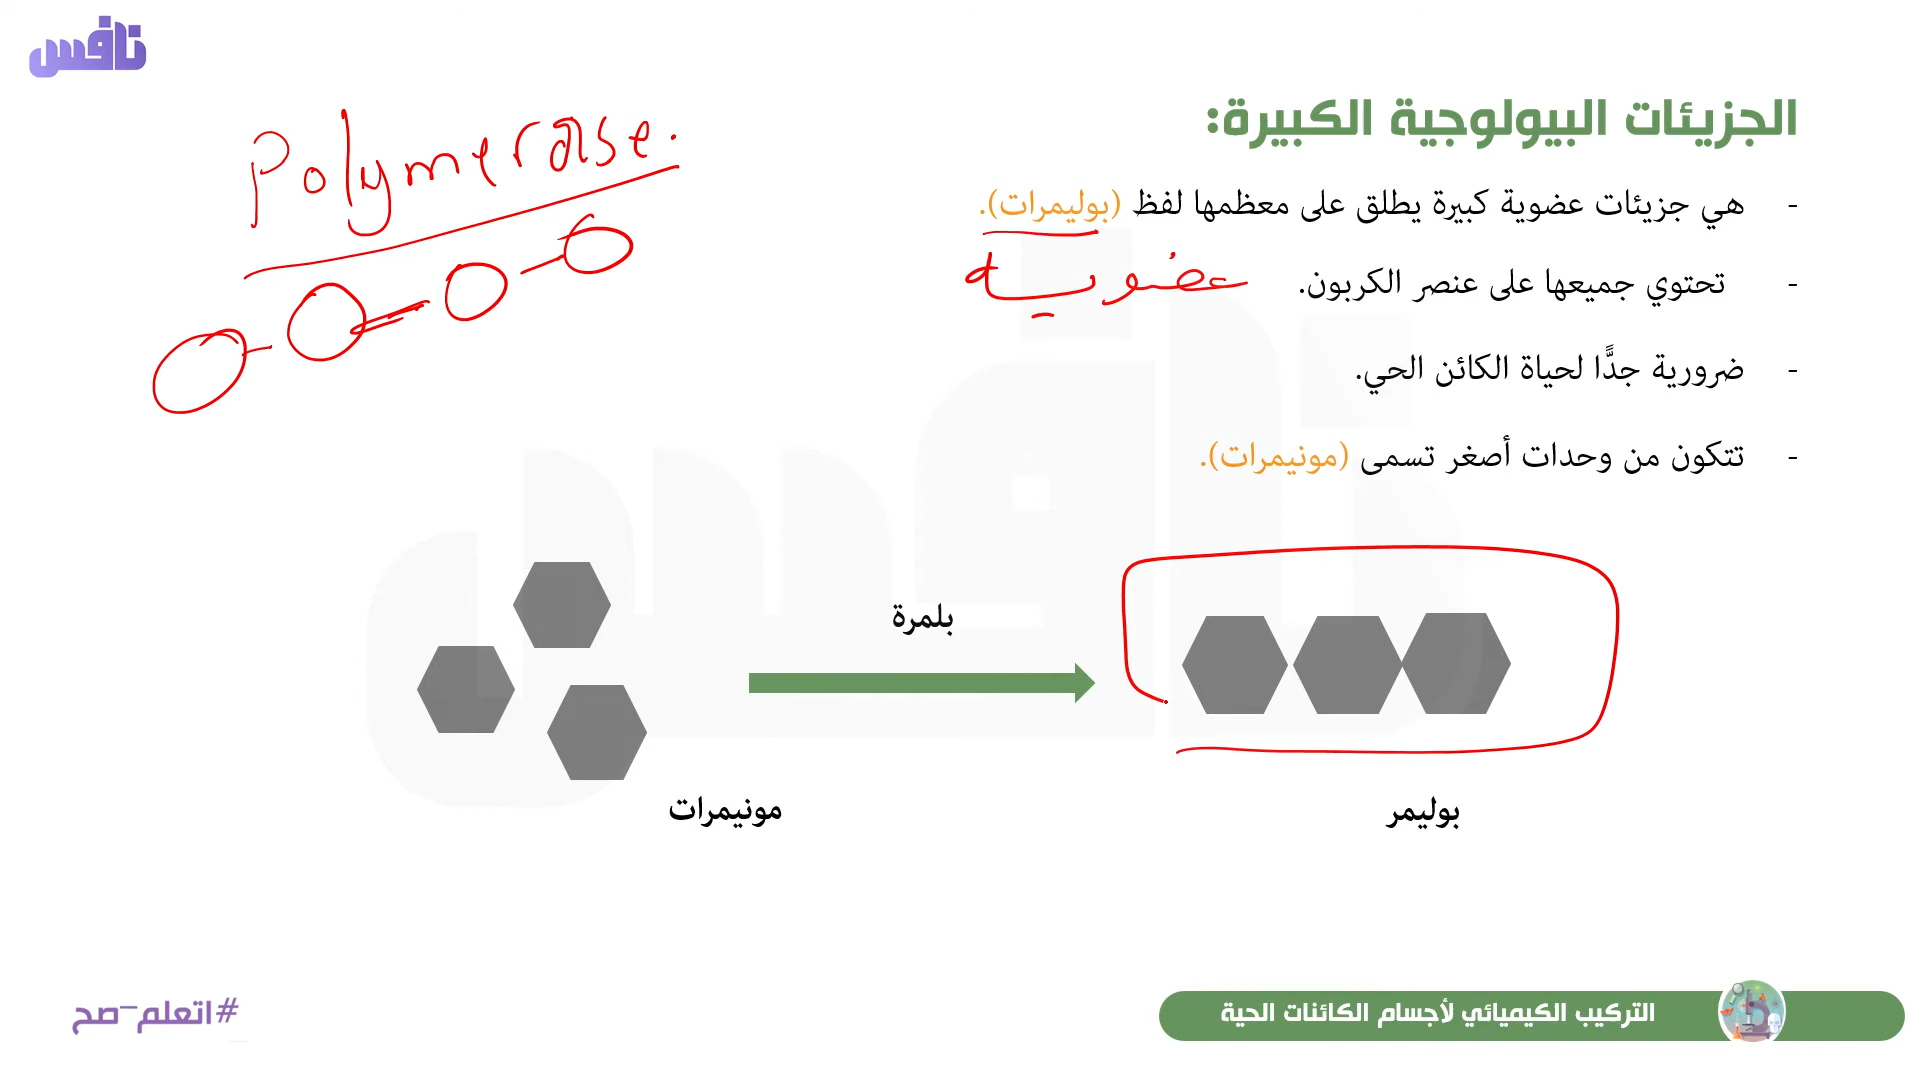 نافس
الجزيئات البيولوجية الكبيرة:
Polymerase.
- هي جزيئات عضوية كبيرة يطلق على معظمها لفظ (بوليمرات).
- تحتوي جميعها على عنصر الكربون.
عضوية
- ضرورية جدًّا لحياة الكائن الحي.
- تتكون من وحدات أصغر تسمى (مونيمرات).
بلمرة
بوليمر
مونيمرات
التركيب الكيميائي لأجسام الكائنات الحية
#اتعلم-صح